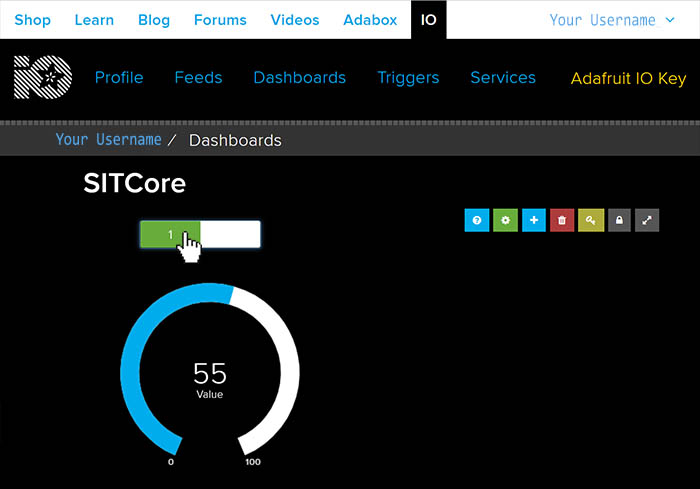 Shop Learn Blog Forums Videos Adabox IO Your Username
IO Profile Feeds Dashboards Triggers Services Adafruit IO Key
Your Username / Dashboards
SITCore
?
1
55
Value
0 100